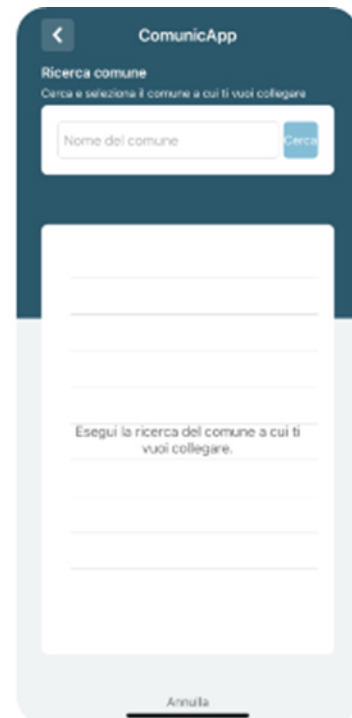 ComunicApp
Ricerca comune
Cerca e seleziona il comune a cui ti vuoi collegare
Nome del comune
Cerca
Esegui la ricerca del comune a cui ti
vuoi collegare.
Annulla